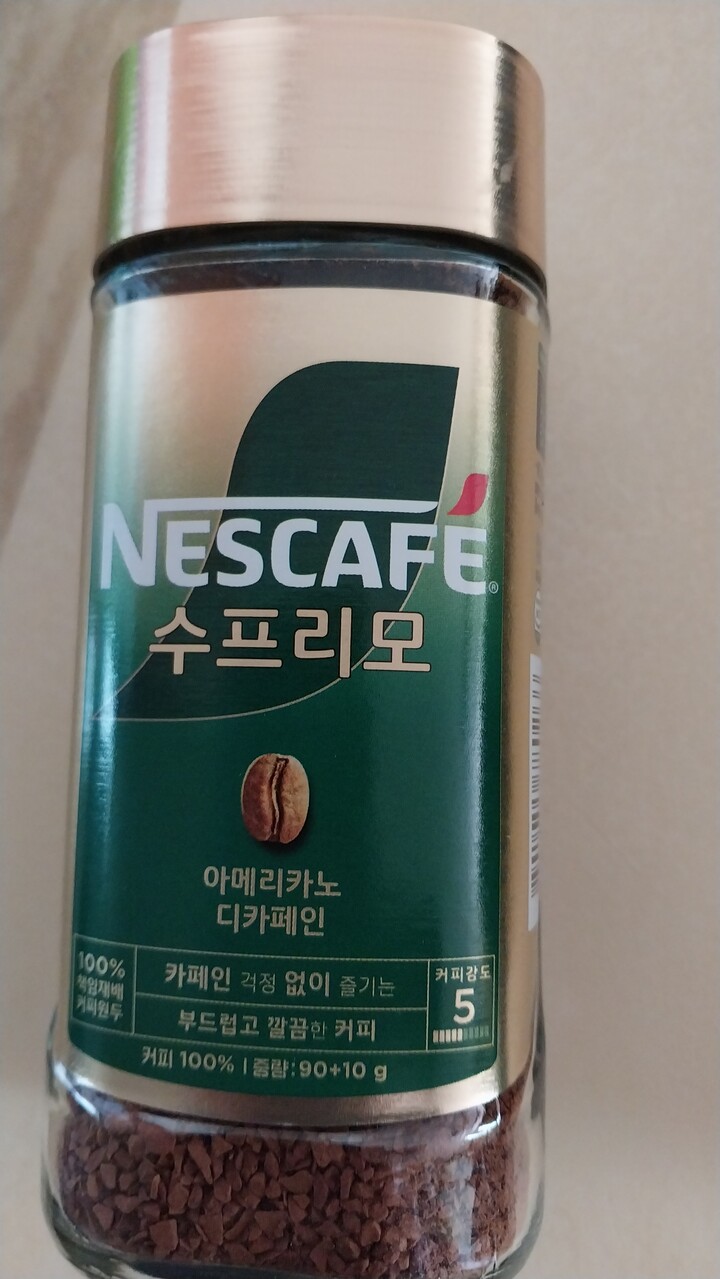 NESCAFÉ®
수프리모
아메리카노
디카페인
100%
책임재배
커피원두
카페인 걱정 없이 즐기는
부드럽고 깔끔한 커피
커피강도
5
커피 100% | 중량:90+10 g